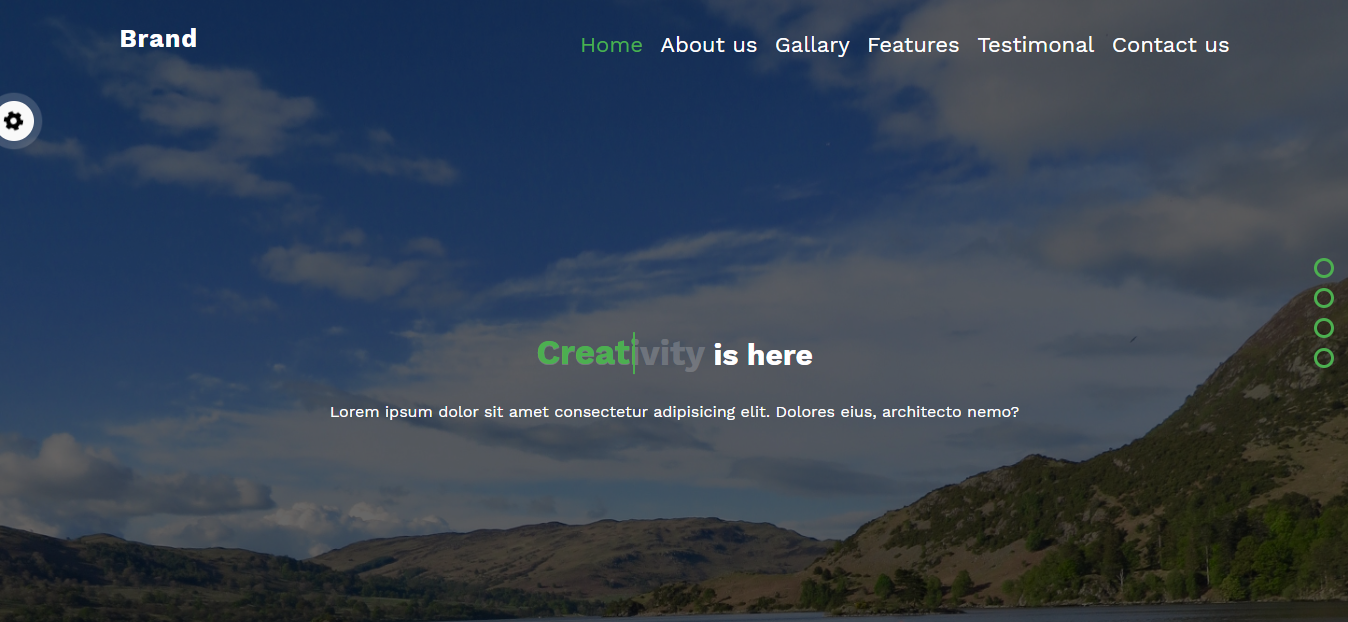 Brand
Home About us Gallary Features Testimonal Contact us
Creativity is here
Lorem ipsum dolor sit amet consectetur adipisicing elit. Dolores eius, architecto nemo?